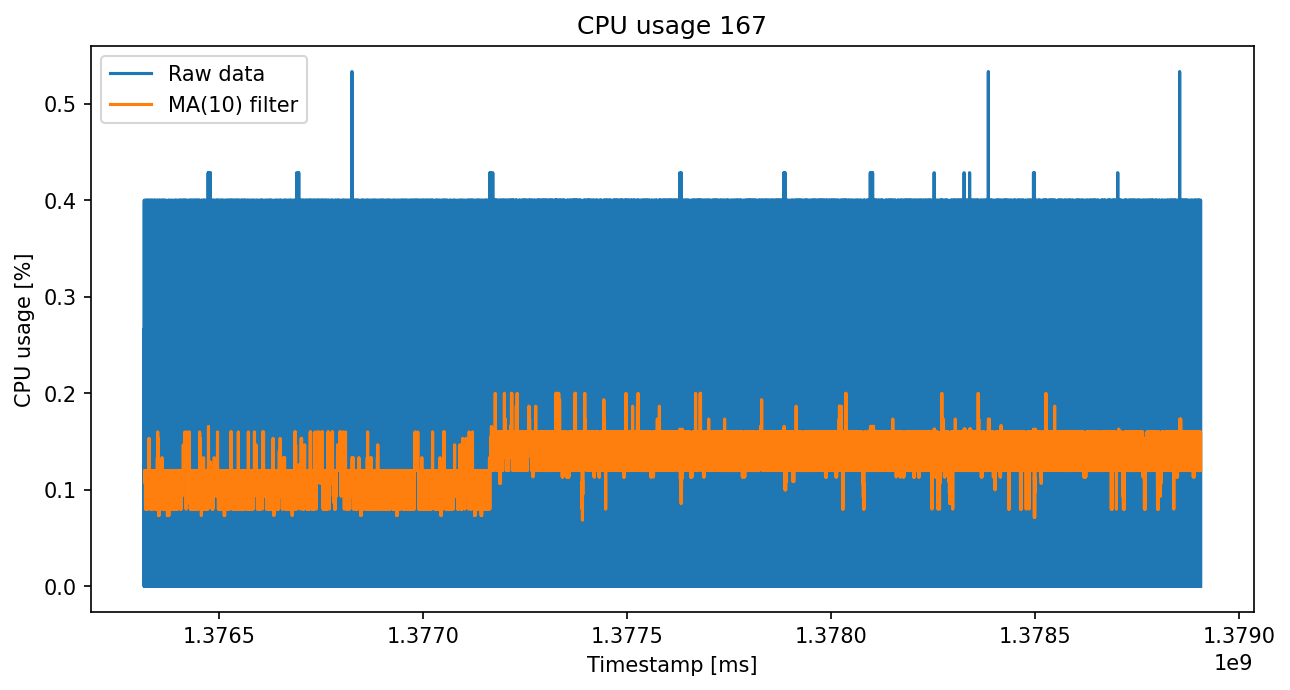 CPU usage 167
Raw data
MA(10) filter
CPU usage [%]
0.5
0.4
0.3
0.2
0.1
0.0
1.3765 1.3770 1.3775 1.3780 1.3785 1.3790
1e9
Timestamp [ms]